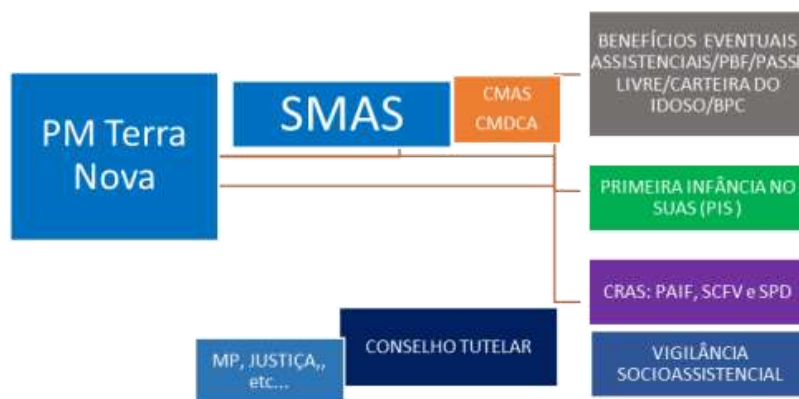 PM Terra
Nova
SMAS
CMAS
CMDCA
BENEFÍCIOS EVENTUAIS
ASSISTENCIAIS/PBF/PASSE
LIVRE/CARTEIRA DO
IDOSO/BPC
PRIMEIRA INFÂNCIA NO
SUAS (PIS )
CRAS: PAIF, SCFV e SPD
VIGILÂNCIA
SOCIOASSISTENCIAL
CONSELHO TUTELAR
MP, JUSTIÇA,,
etc...